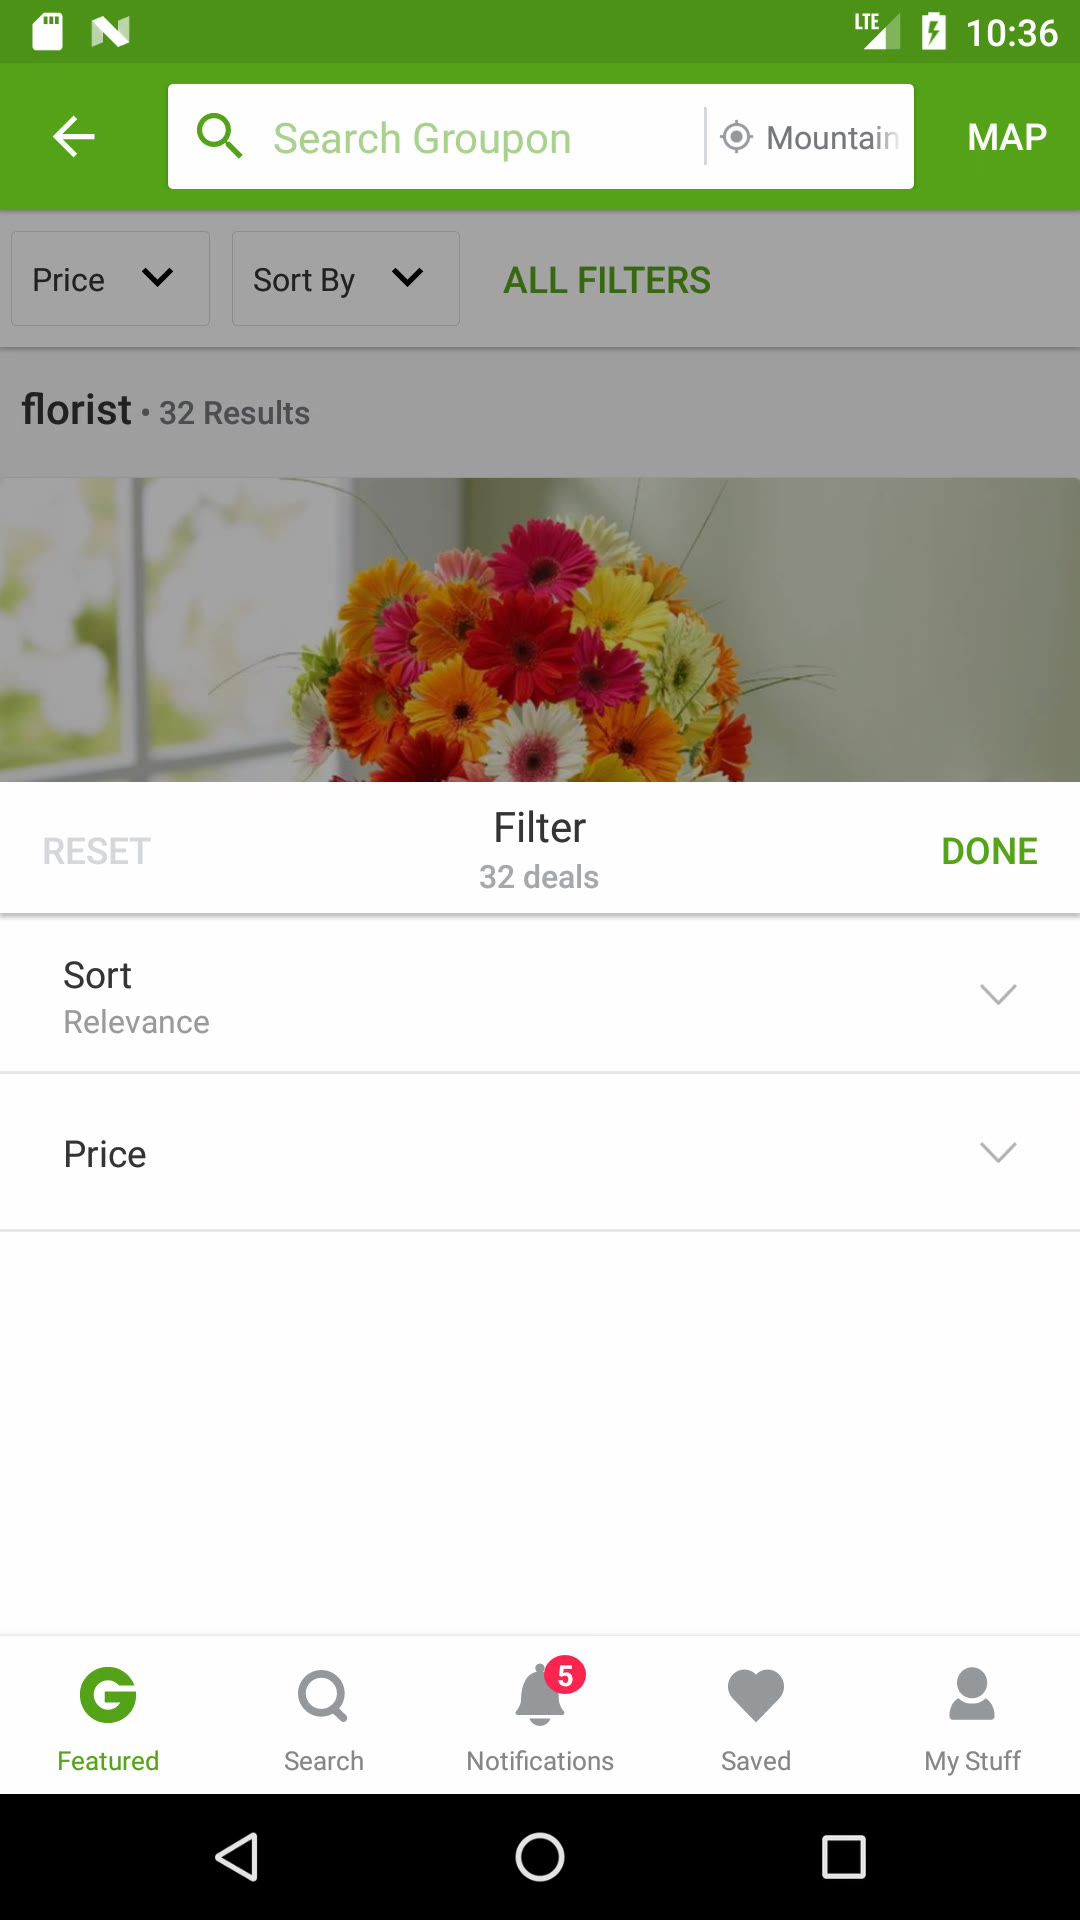 LTE 10:36
Search Groupon Mountain MAP
Price Sort By ALL FILTERS
florist • 32 Results
RESET Filter DONE
32 deals
Sort
Relevance
Price
5
Featured Search Notifications Saved My Stuff